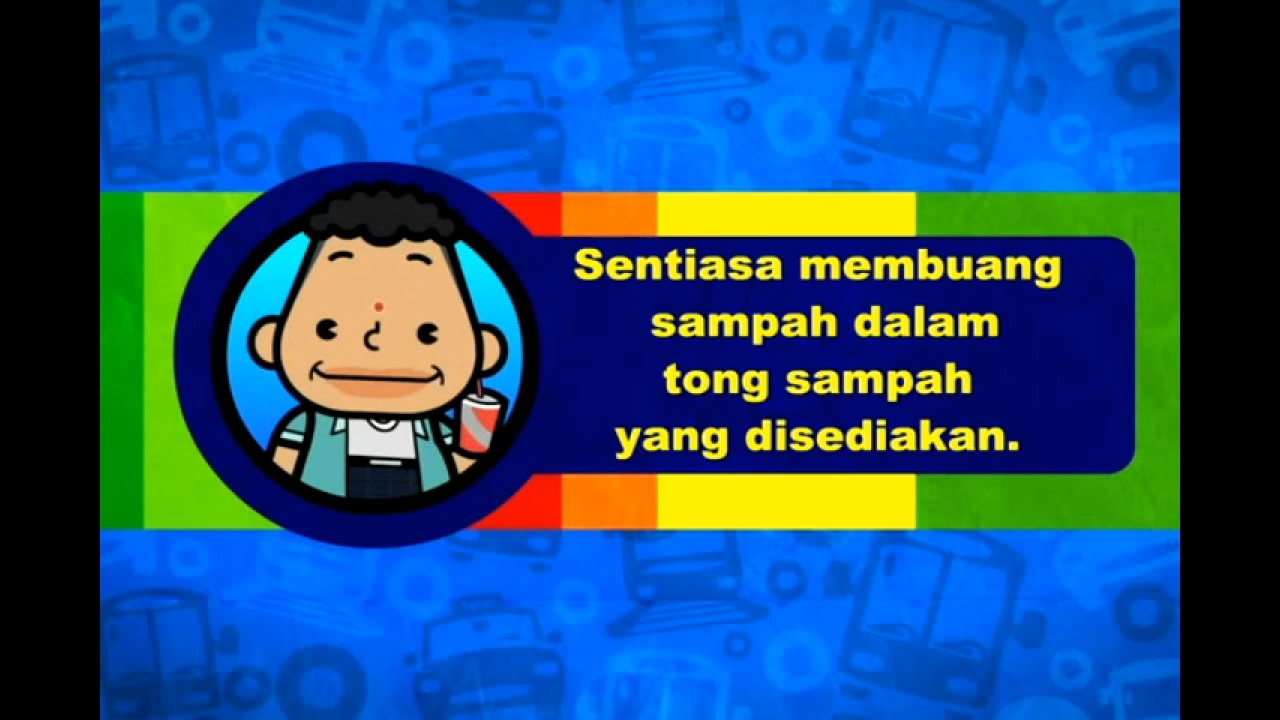 Sentiasa membuang
sampah dalam
tong sampah
yang disediakan.